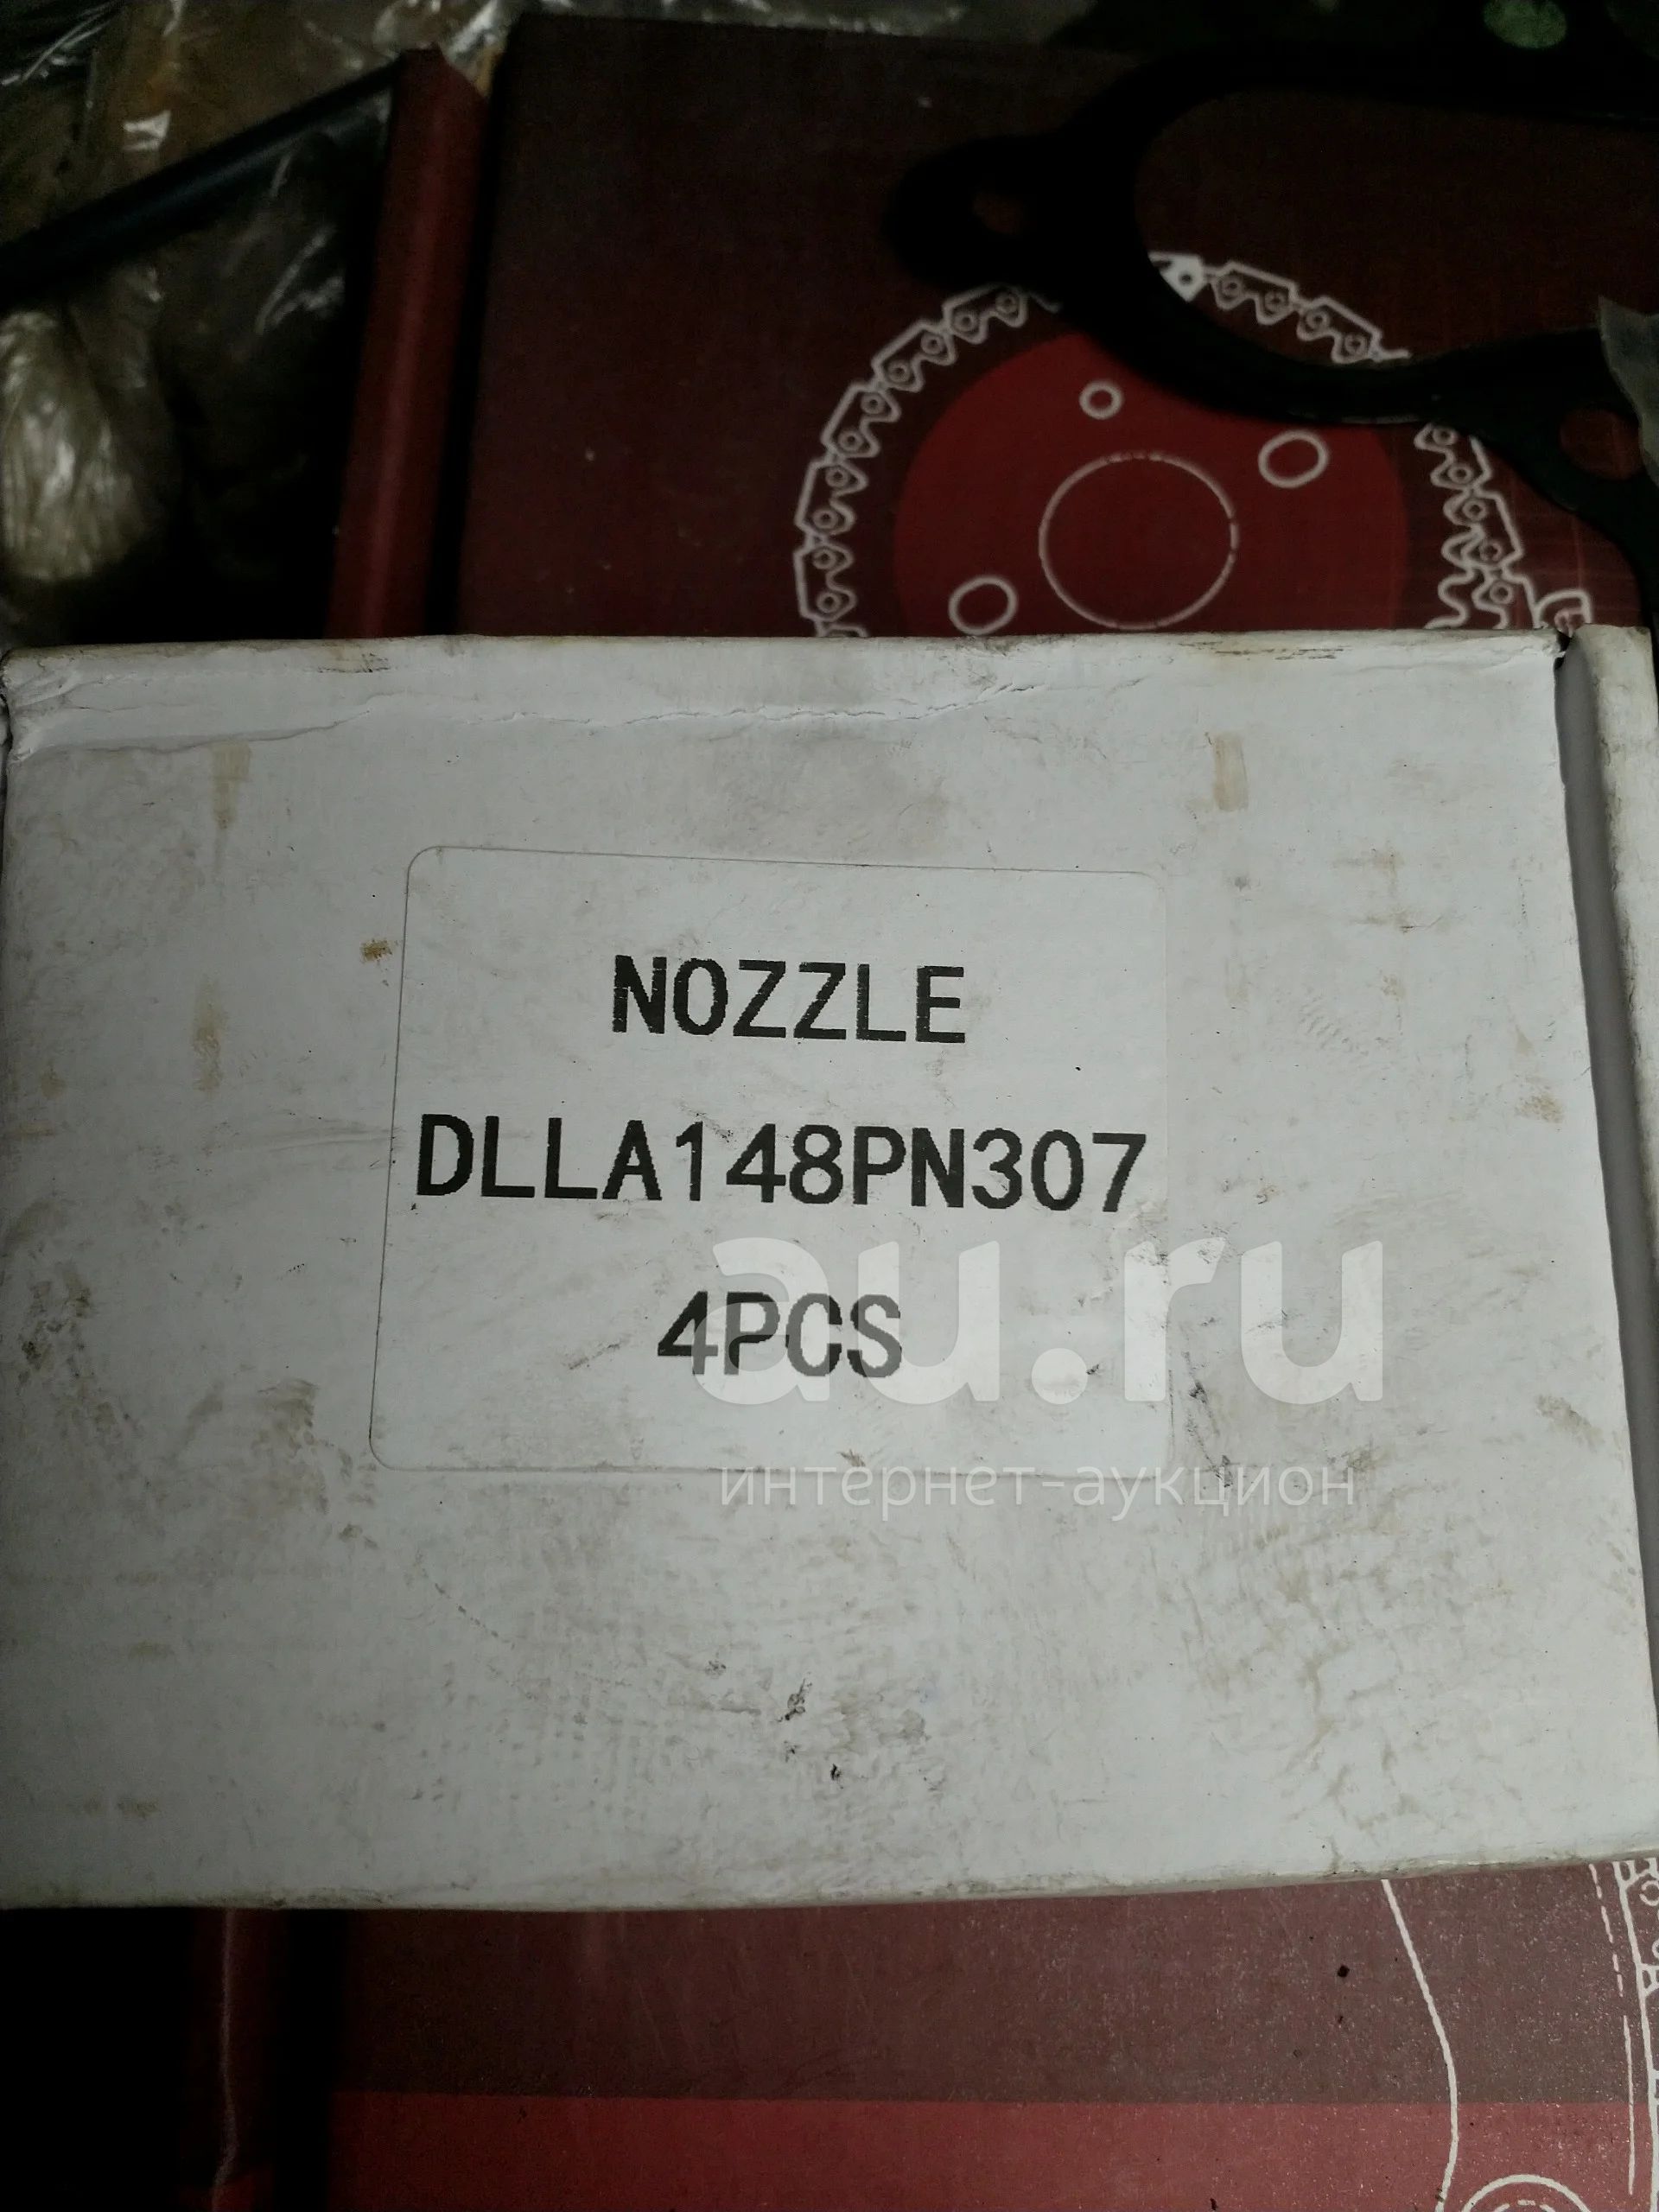 NOZZLE
DLLA148PN307
4PCS
au.ru
интернет-аукцион